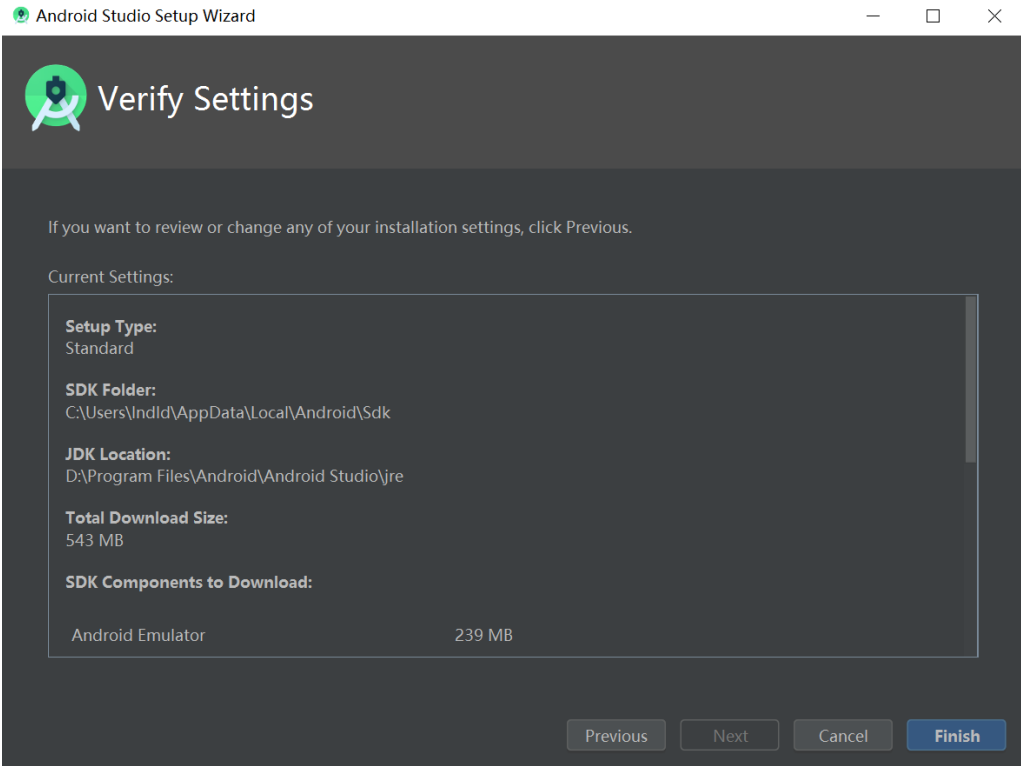 Android Studio Setup Wizard
Verify Settings
If you want to review or change any of your installation settings, click Previous.
Current Settings:
Setup Type:
Standard
SDK Folder:
C:\Users\lndld\AppData\Local\Android\Sdk
JDK Location:
D:\Program Files\Android\Android Studio\jre
Total Download Size:
543 MB
SDK Components to Download:
Android Emulator 239 MB
Previous Next Cancel Finish